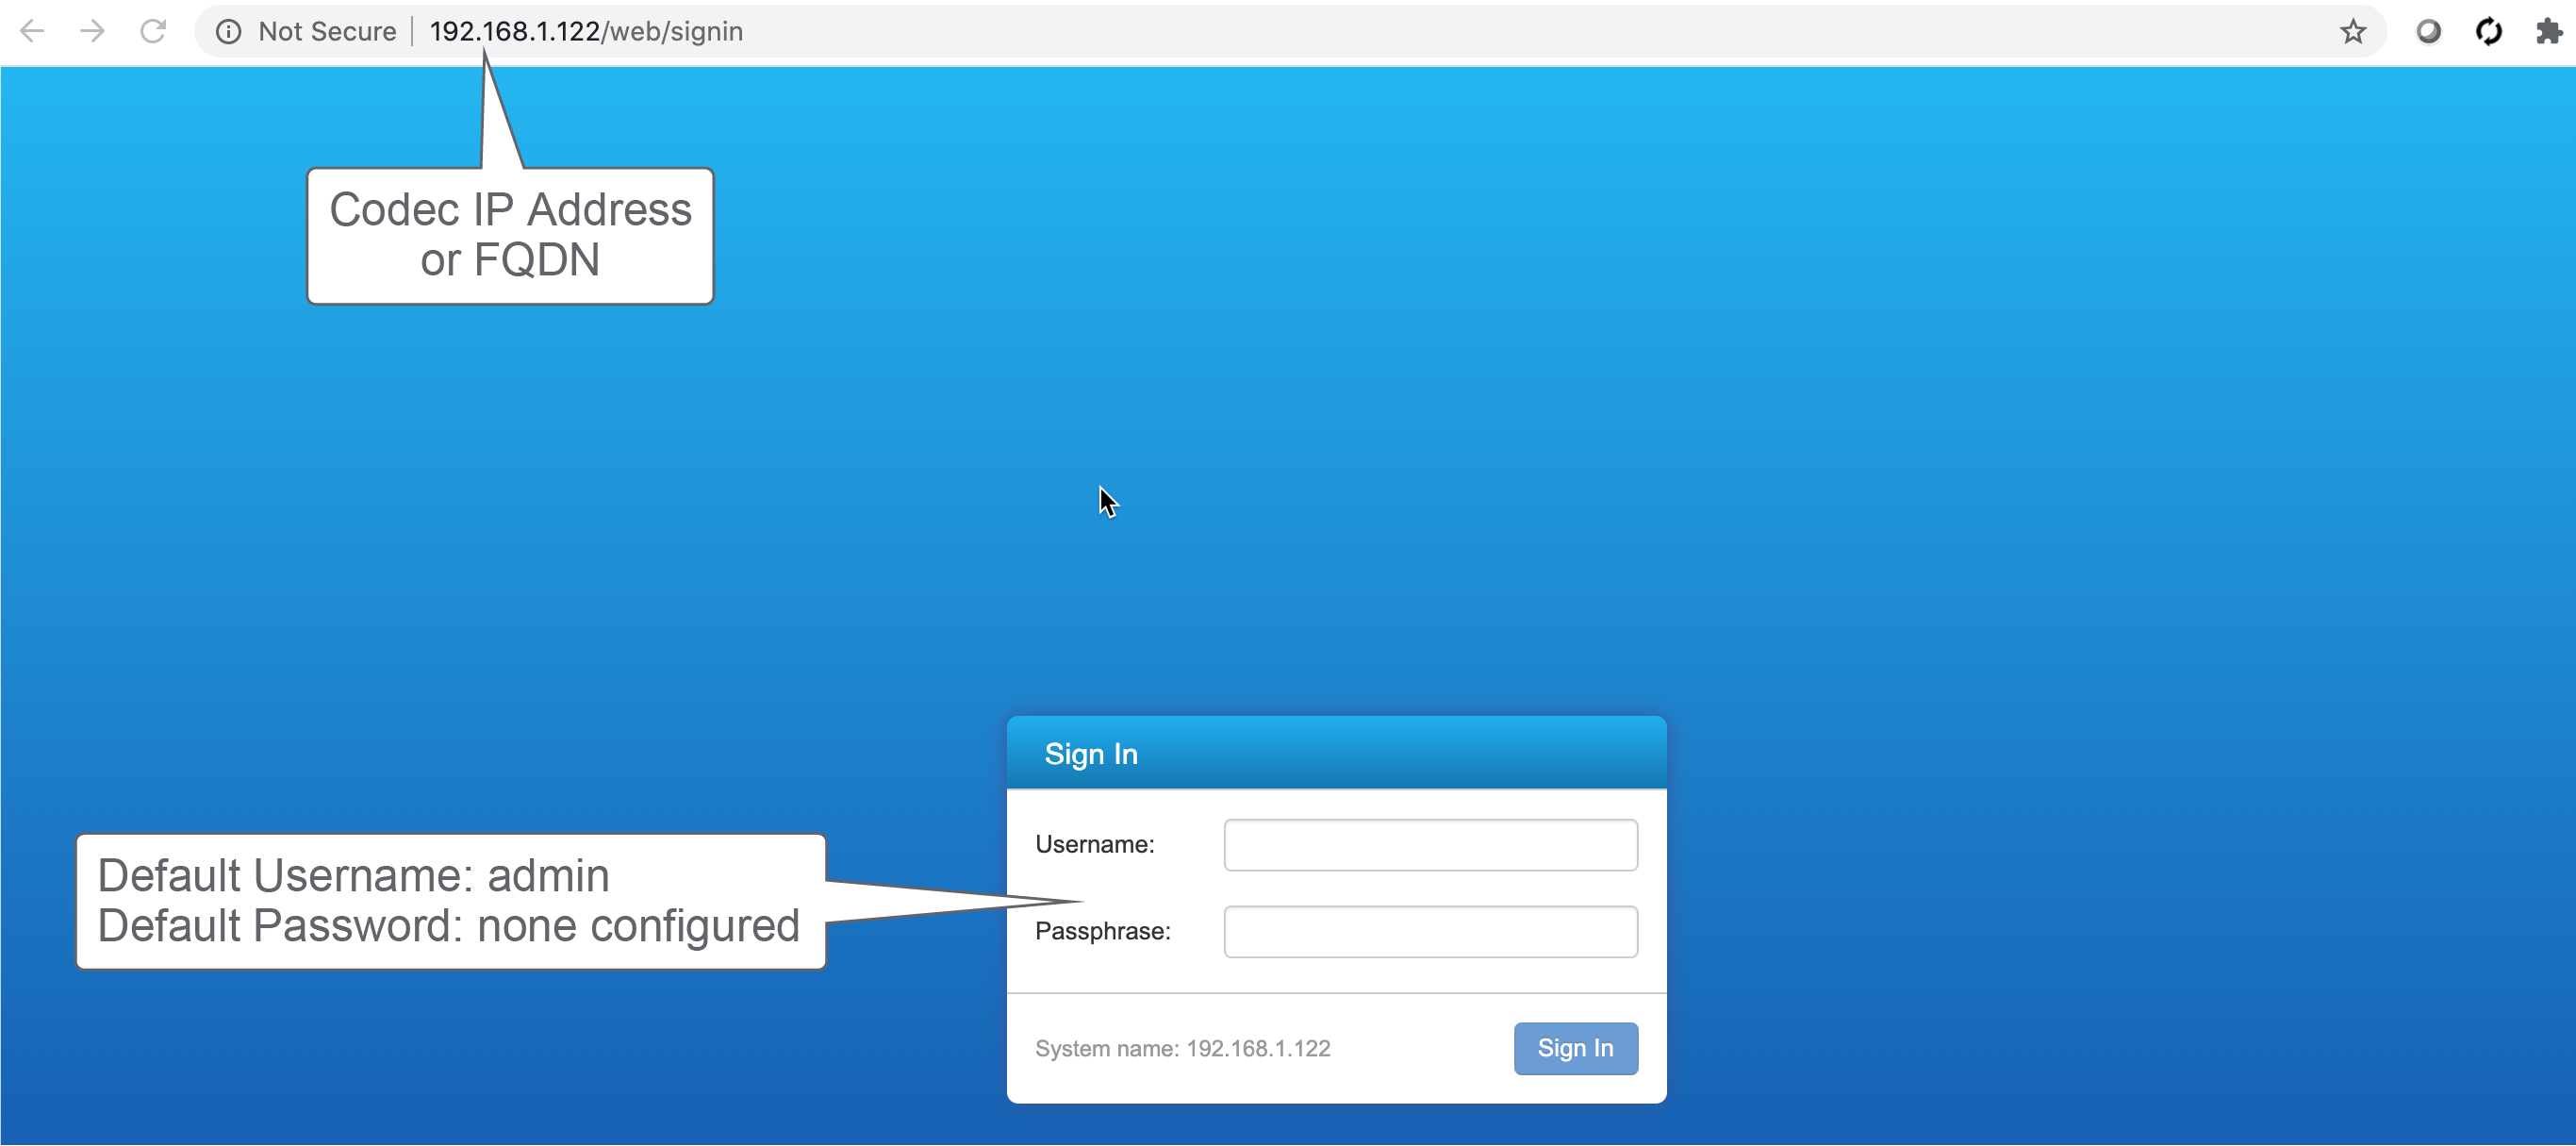 Not Secure | 192.168.1.122/web/signin
Codec IP Address
or FQDN
Sign In
Username:
Default Username: admin
Default Password: none configured
Passphrase:
System name: 192.168.1.122
Sign In